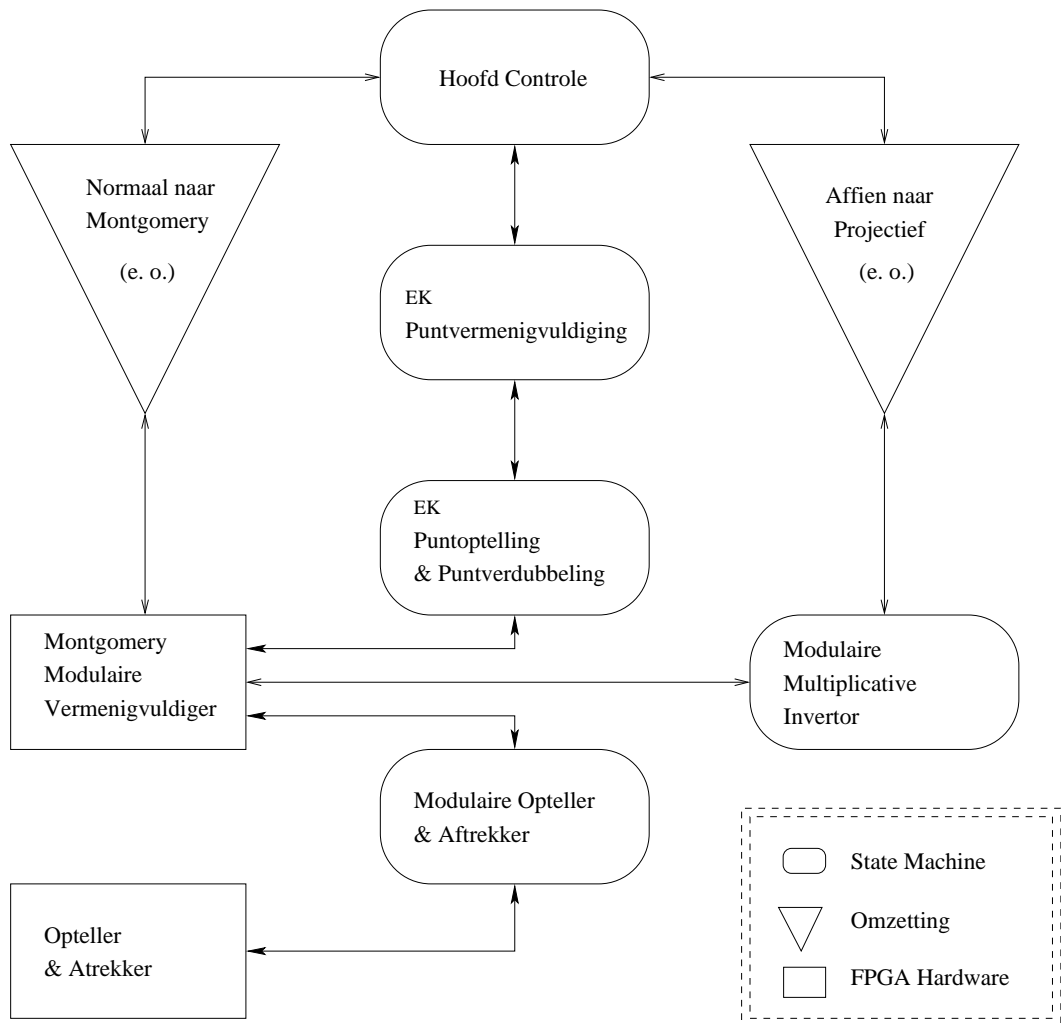 Hoofd Controle
Normaal naar
Montgomery
(e. o.)
Affien naar
Projectief
(e. o.)
EK
Puntvermenigvuldiging
EK
Puntoptelling
& Puntverdubbeling
Montgomery
Modulaire
Vermenigvuldiger
Modulaire
Multiplicative
Invertor
Modulaire Opteller
& Aftrekker
Opteller
& Atrekker
State Machine
Omzetting
FPGA Hardware